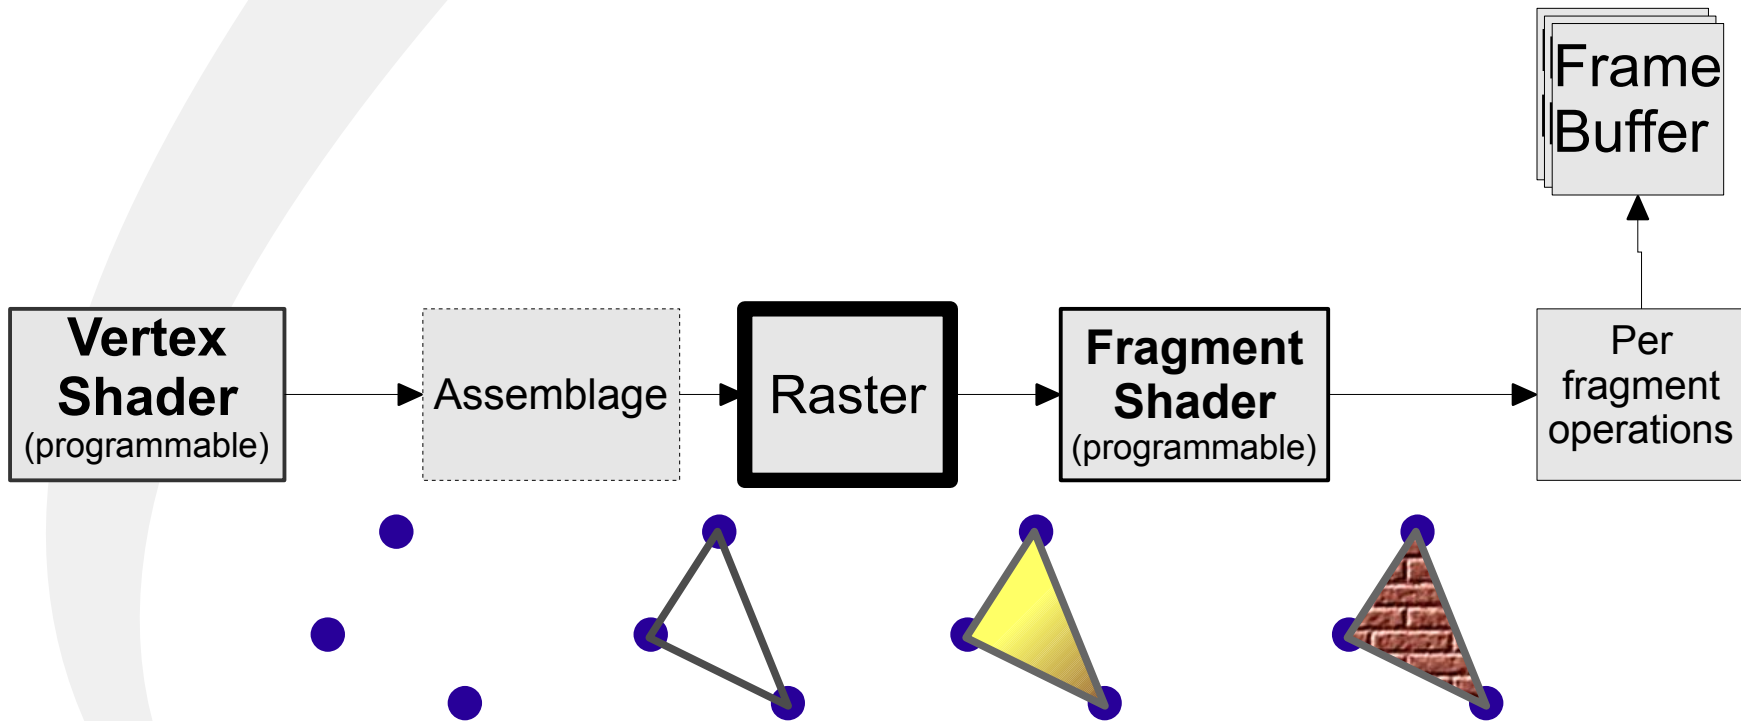 Frame
Buffer
Vertex
Shader
(programmable)
Assemblage
Raster
Fragment
Shader
(programmable)
Per
fragment
operations